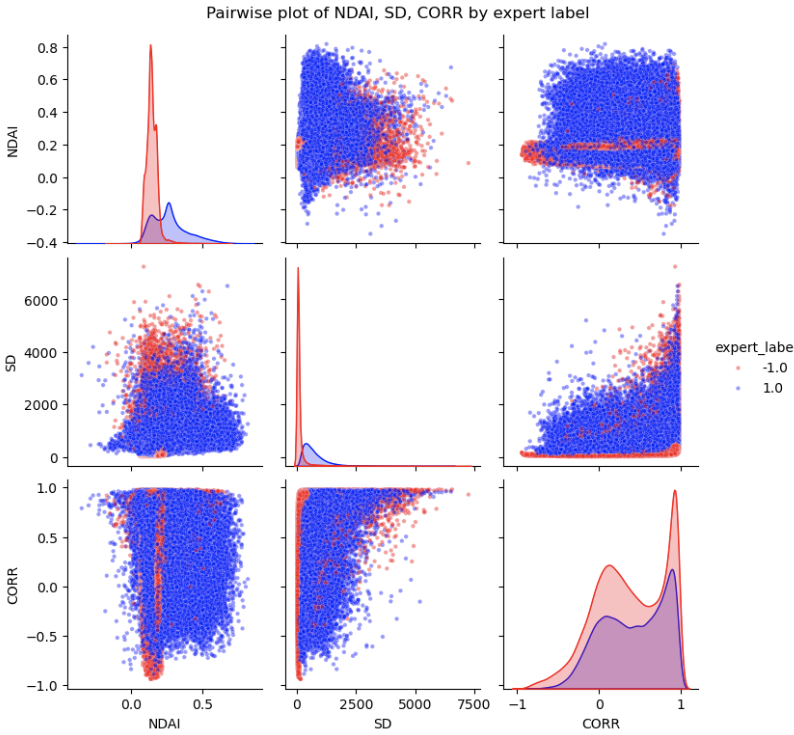 Pairwise plot of NDAI, SD, CORR by expert label
0.8
0.6
0.4
0.2
0.0
−0.2
−0.4
NDAI
6000
4000
2000
0
SD
expert_labe
-1.0
1.0
1.0
0.5
0.0
−0.5
−1.0
CORR
0.0 0.5
NDAI
0 2500 5000 7500
SD
−1 0 1
CORR